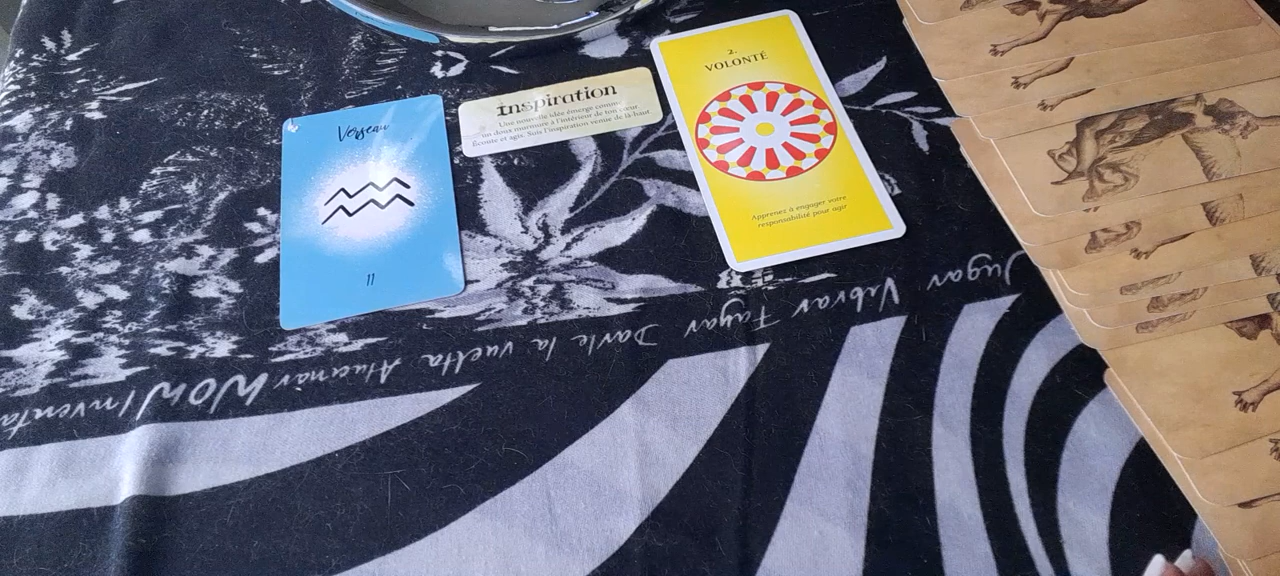 Verseau
11
inspiration
Une nouvelle idée émerge comme
un doux murmure à l'intérieur de ton cœur.
Écoute et agis. Sois l'inspiration venue de là-haut
2.
VOLONTÉ
Apprenez à engager votre
responsabilité pour agir
Jugar Vibrar Fugar Darle la vuelta Alucinar WOW! Inventa